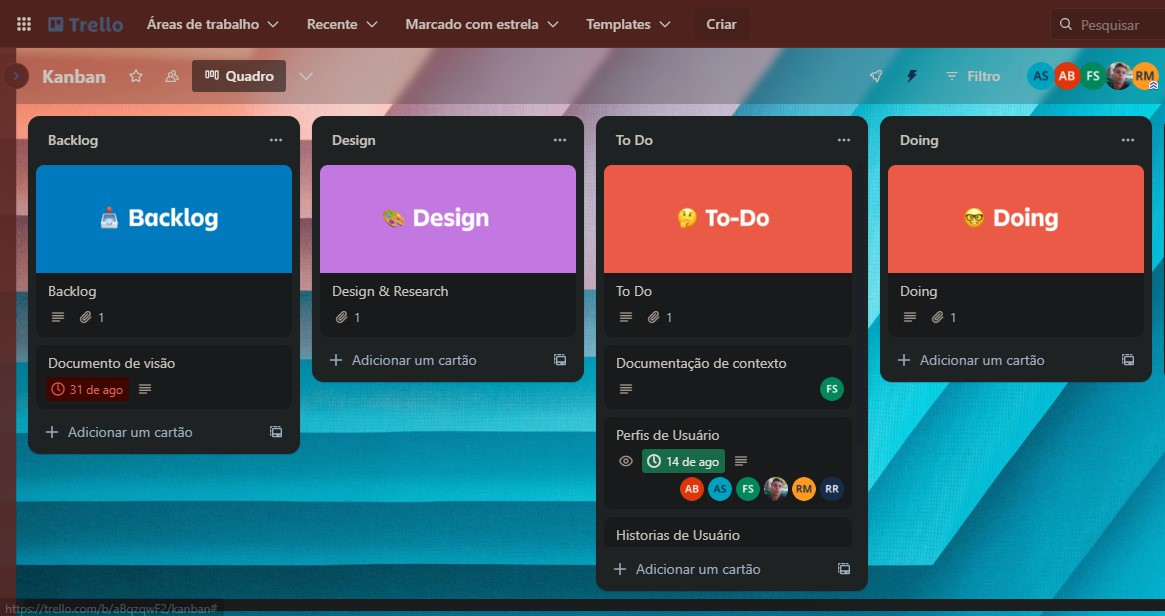 Trello Áreas de trabalho Recente Marcado com estrela Templates Criar Pesquisar
Kanban Quadro Filtro AS AB FS RM
Backlog
Backlog
Backlog
1
Documento de visão
31 de ago
Adicionar um cartão
Design
Design
Design & Research
1
Adicionar um cartão
To Do
To-Do
To Do
1
Documentação de contexto
FS
Perfis de Usuário
14 de ago
AB AS FS RM RR
Historias de Usuário
Adicionar um cartão
Doing
Doing
Doing
1
Adicionar um cartão
https://trello.com/b/aBqzqwF2/kanban#